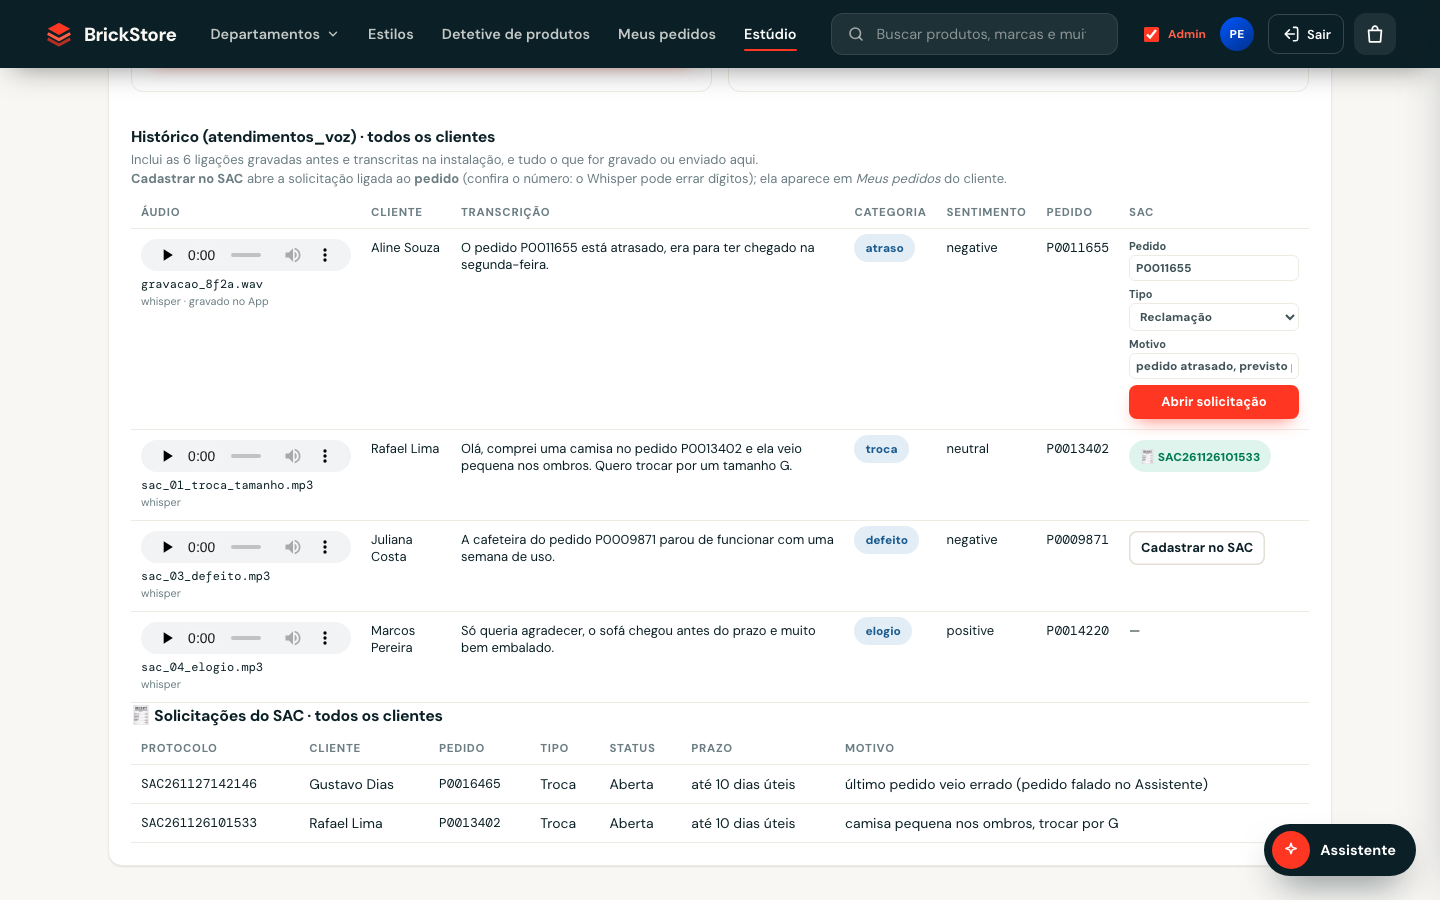 BrickStore
Departamentos
Estilos
Detetive de produtos
Meus pedidos
Estúdio
Buscar produtos, marcas e mui
Admin
PE
Sair
Histórico (atendimentos_voz) · todos os clientes
Inclui as 6 ligações gravadas antes e transcritas na instalação, e tudo o que for gravado ou enviado aqui.
Cadastrar no SAC abre a solicitação ligada ao pedido (confira o número: o Whisper pode errar dígitos); ela aparece em Meus pedidos do cliente.
ÁUDIO CLIENTE TRANSCRIÇÃO CATEGORIA SENTIMENTO PEDIDO SAC
0:00
gravacao_8f2a.wav
whisper · gravado no App
Aline Souza
O pedido P0011655 está atrasado, era para ter chegado na
segunda-feira.
atraso
negative
P0011655
Pedido
P0011655
Tipo
Reclamação
Motivo
pedido atrasado, previsto
Abrir solicitação
0:00
sac_01_troca_tamanho.mp3
whisper
Rafael Lima
Olá, comprei uma camisa no pedido P0013402 e ela veio
pequena nos ombros. Quero trocar por um tamanho G.
troca
neutral
P0013402
SAC261126101533
0:00
sac_03_defeito.mp3
whisper
Juliana
Costa
A cafeteira do pedido P0009871 parou de funcionar com uma
semana de uso.
defeito
negative
P0009871
Cadastrar no SAC
0:00
sac_04_elogio.mp3
whisper
Marcos
Pereira
Só queria agradecer, o sofá chegou antes do prazo e muito
bem embalado.
elogio
positive
P0014220
—
Solicitações do SAC · todos os clientes
PROTOCOLO CLIENTE PEDIDO TIPO STATUS PRAZO MOTIVO
SAC261127142146 Gustavo Dias P0016465 Troca Aberta até 10 dias úteis último pedido veio errado (pedido falado no Assistente)
SAC261126101533 Rafael Lima P0013402 Troca Aberta até 10 dias úteis camisa pequena nos ombros, trocar por G
Assistente